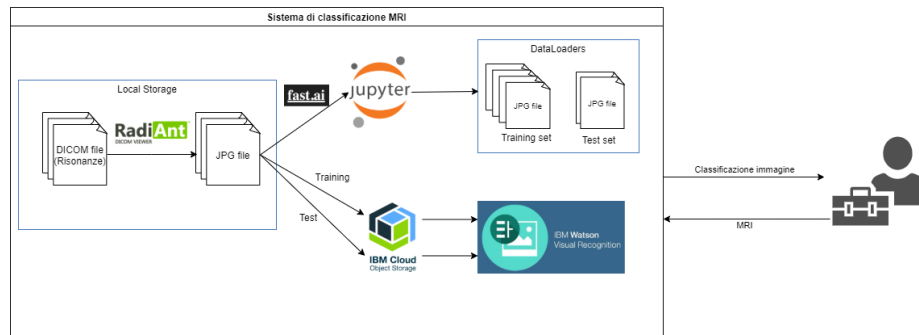 Sistema di classificazione MRI
Local Storage
DICOM file
(Risonanze)
RadiAnt
DICOM VIEWER
JPG file
fast.ai
jupyter
DataLoaders
JPG file
Training set
JPG file
Test set
Training
Test
IBM Cloud
Object Storage
IBM Watson
Visual Recognition
Classificazione immagine
MRI